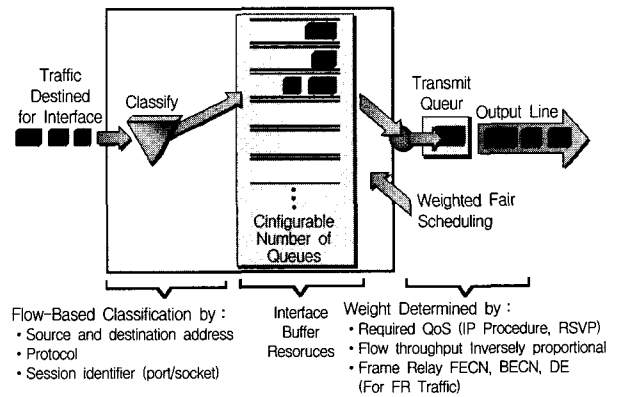 Traffic
Destined
for Interface
Classify
Transmit
Queur
Output Line
Weighted Fair
Scheduling
Cinfigurable
Number of
Queues
Flow-Based Classification by :
• Source and destination address
• Protocol
• Session identifier (port/socket)
Interface
Buffer
Resoruces
Weight Determined by :
• Required QoS (IP Procedure, RSVP)
• Flow throughput Inversely proportional
• Frame Relay FECN, BECN, DE
(For FR Traffic)